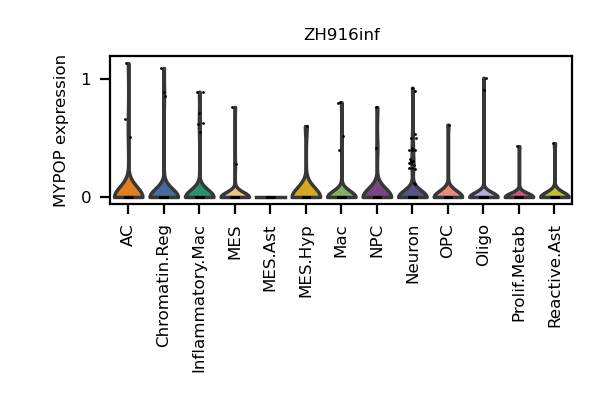 ZH916inf
MYPOP expression
1
0
AC
Chromatin.Reg
Inflammatory.Mac
MES
MES.Ast
MES.Hyp
Mac
NPC
Neuron
OPC
Oligo
Prolif.Metab
Reactive.Ast